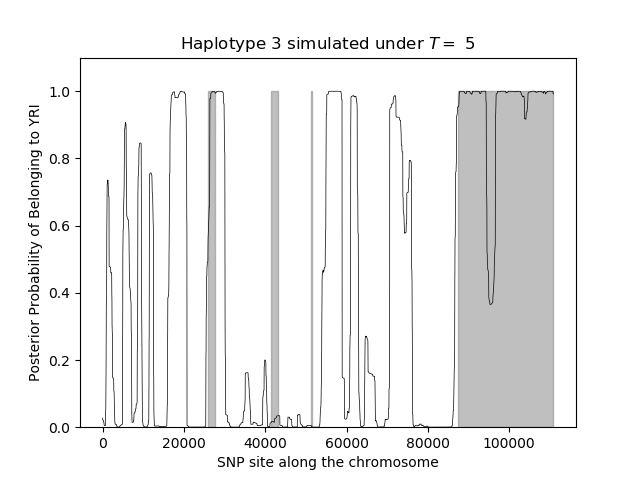 Haplotype 3 simulated under T = 5
Posterior Probability of Belonging to YRI
1.0
0.8
0.6
0.4
0.2
0.0
0 20000 40000 60000 80000 100000
SNP site along the chromosome